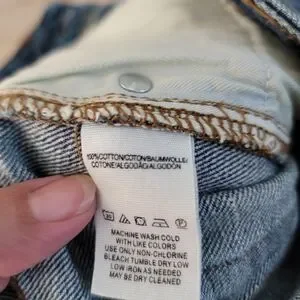 100%COTTON/COTON/BAUMWOLLE/
COTONE/ALGODÃO/ALGODÓN
MACHINE WASH COLD
WITH LIKE COLORS
USE ONLY NON-CHLORINE
BLEACH TUMBLE DRY LOW
LOW IRON AS NEEDED
MAY BE DRY CLEANED